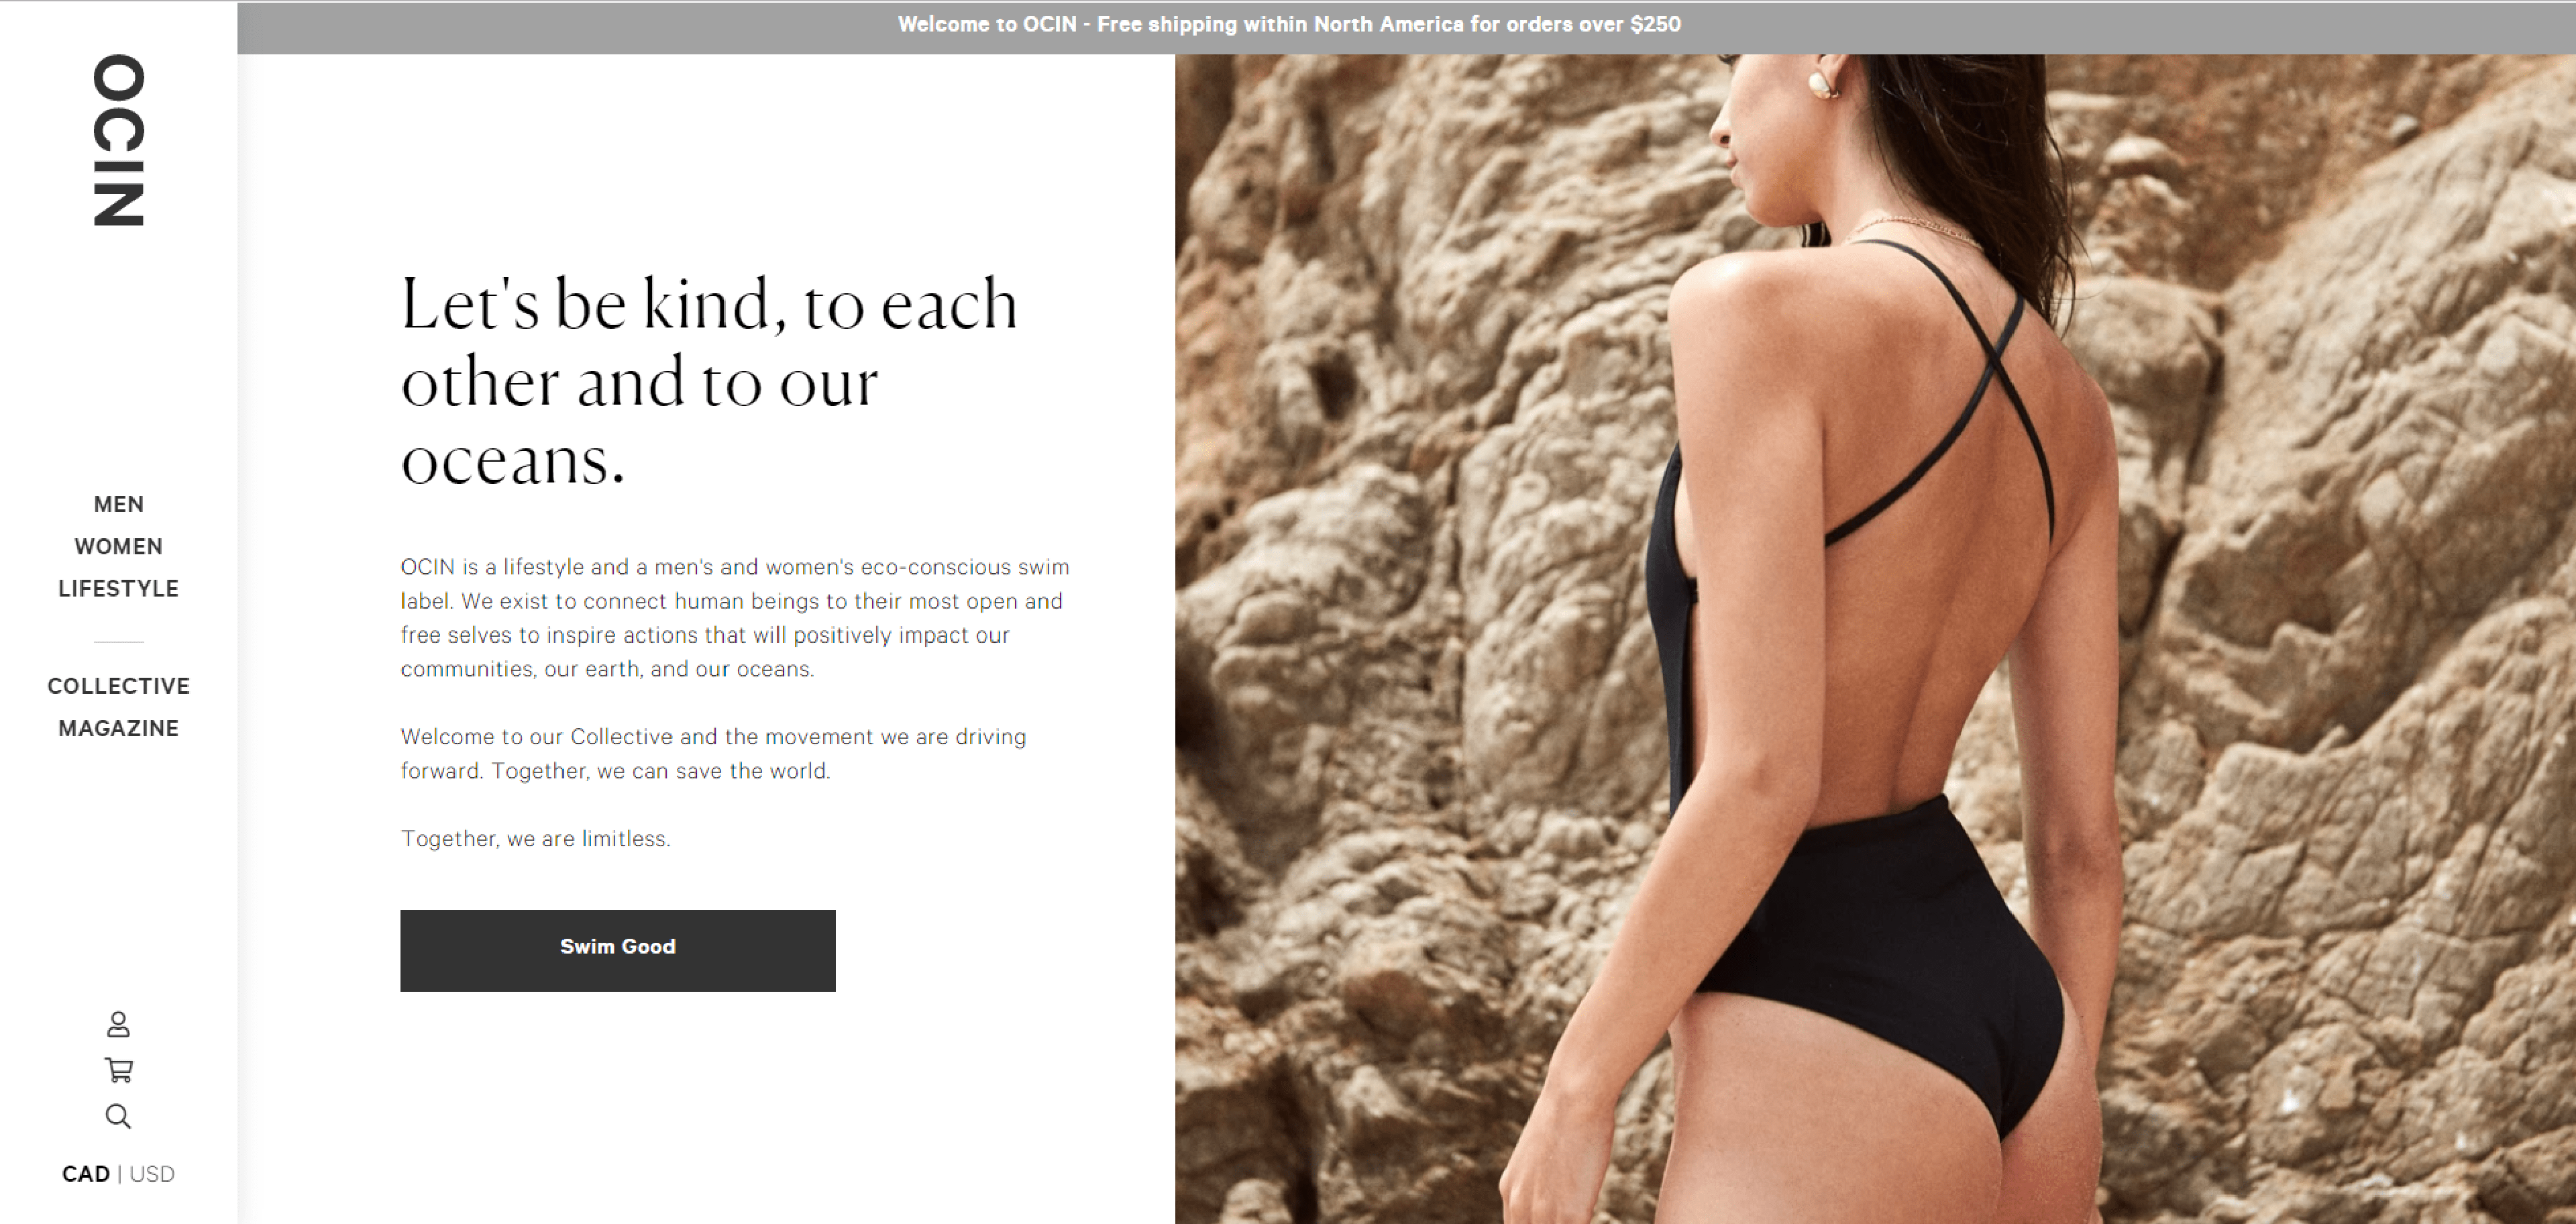 Welcome to OCIN - Free shipping within North America for orders over $250
OCIN
MEN
WOMEN
LIFESTYLE
COLLECTIVE
MAGAZINE
CAD | USD
Let's be kind, to each
other and to our
oceans.
OCIN is a lifestyle and a men's and women's eco-conscious swim
label. We exist to connect human beings to their most open and
free selves to inspire actions that will positively impact our
communities, our earth, and our oceans.
Welcome to our Collective and the movement we are driving
forward. Together, we can save the world.
Together, we are limitless.
Swim Good